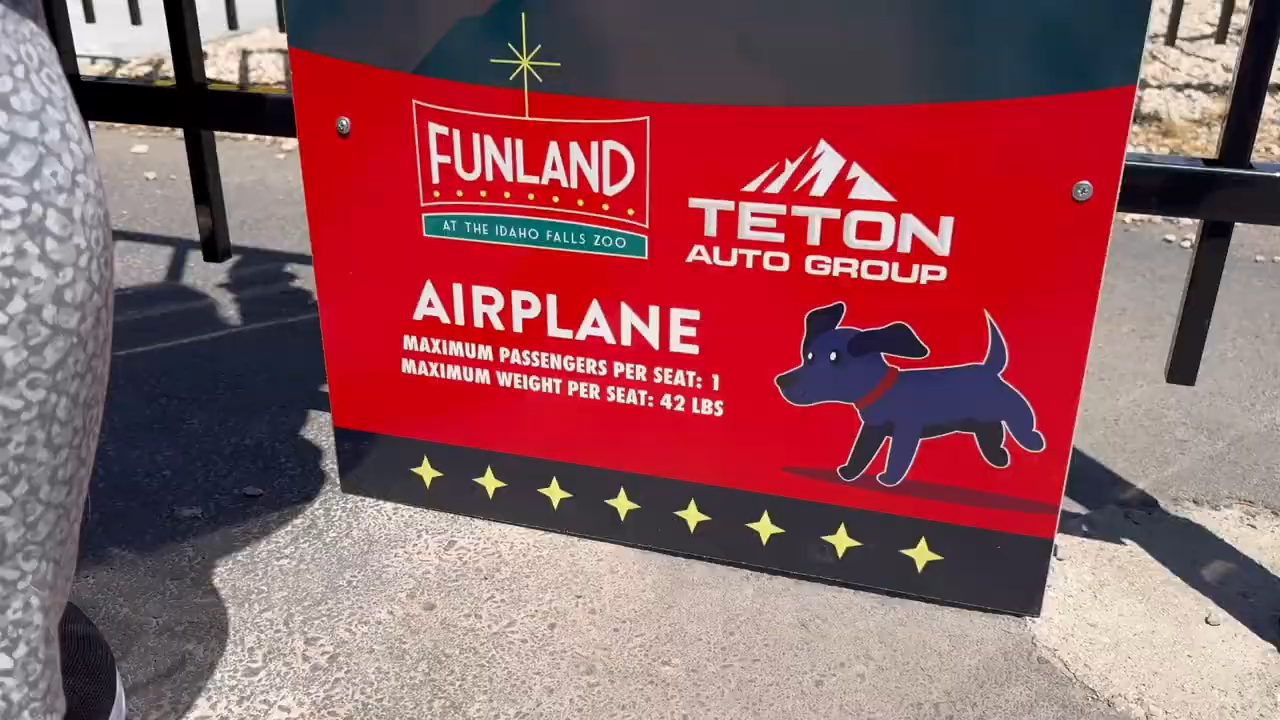 FUNLAND
AT THE IDAHO FALLS ZOO
TETON
AUTO GROUP
AIRPLANE
MAXIMUM PASSENGERS PER SEAT: 1
MAXIMUM WEIGHT PER SEAT: 42 LBS